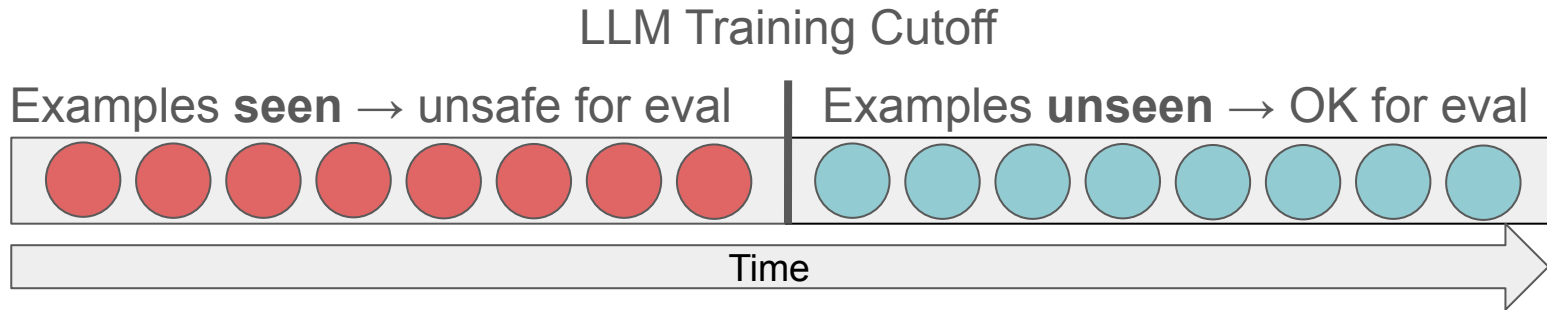 LLM Training Cutoff
Examples seen → unsafe for eval
Examples unseen → OK for eval
Time